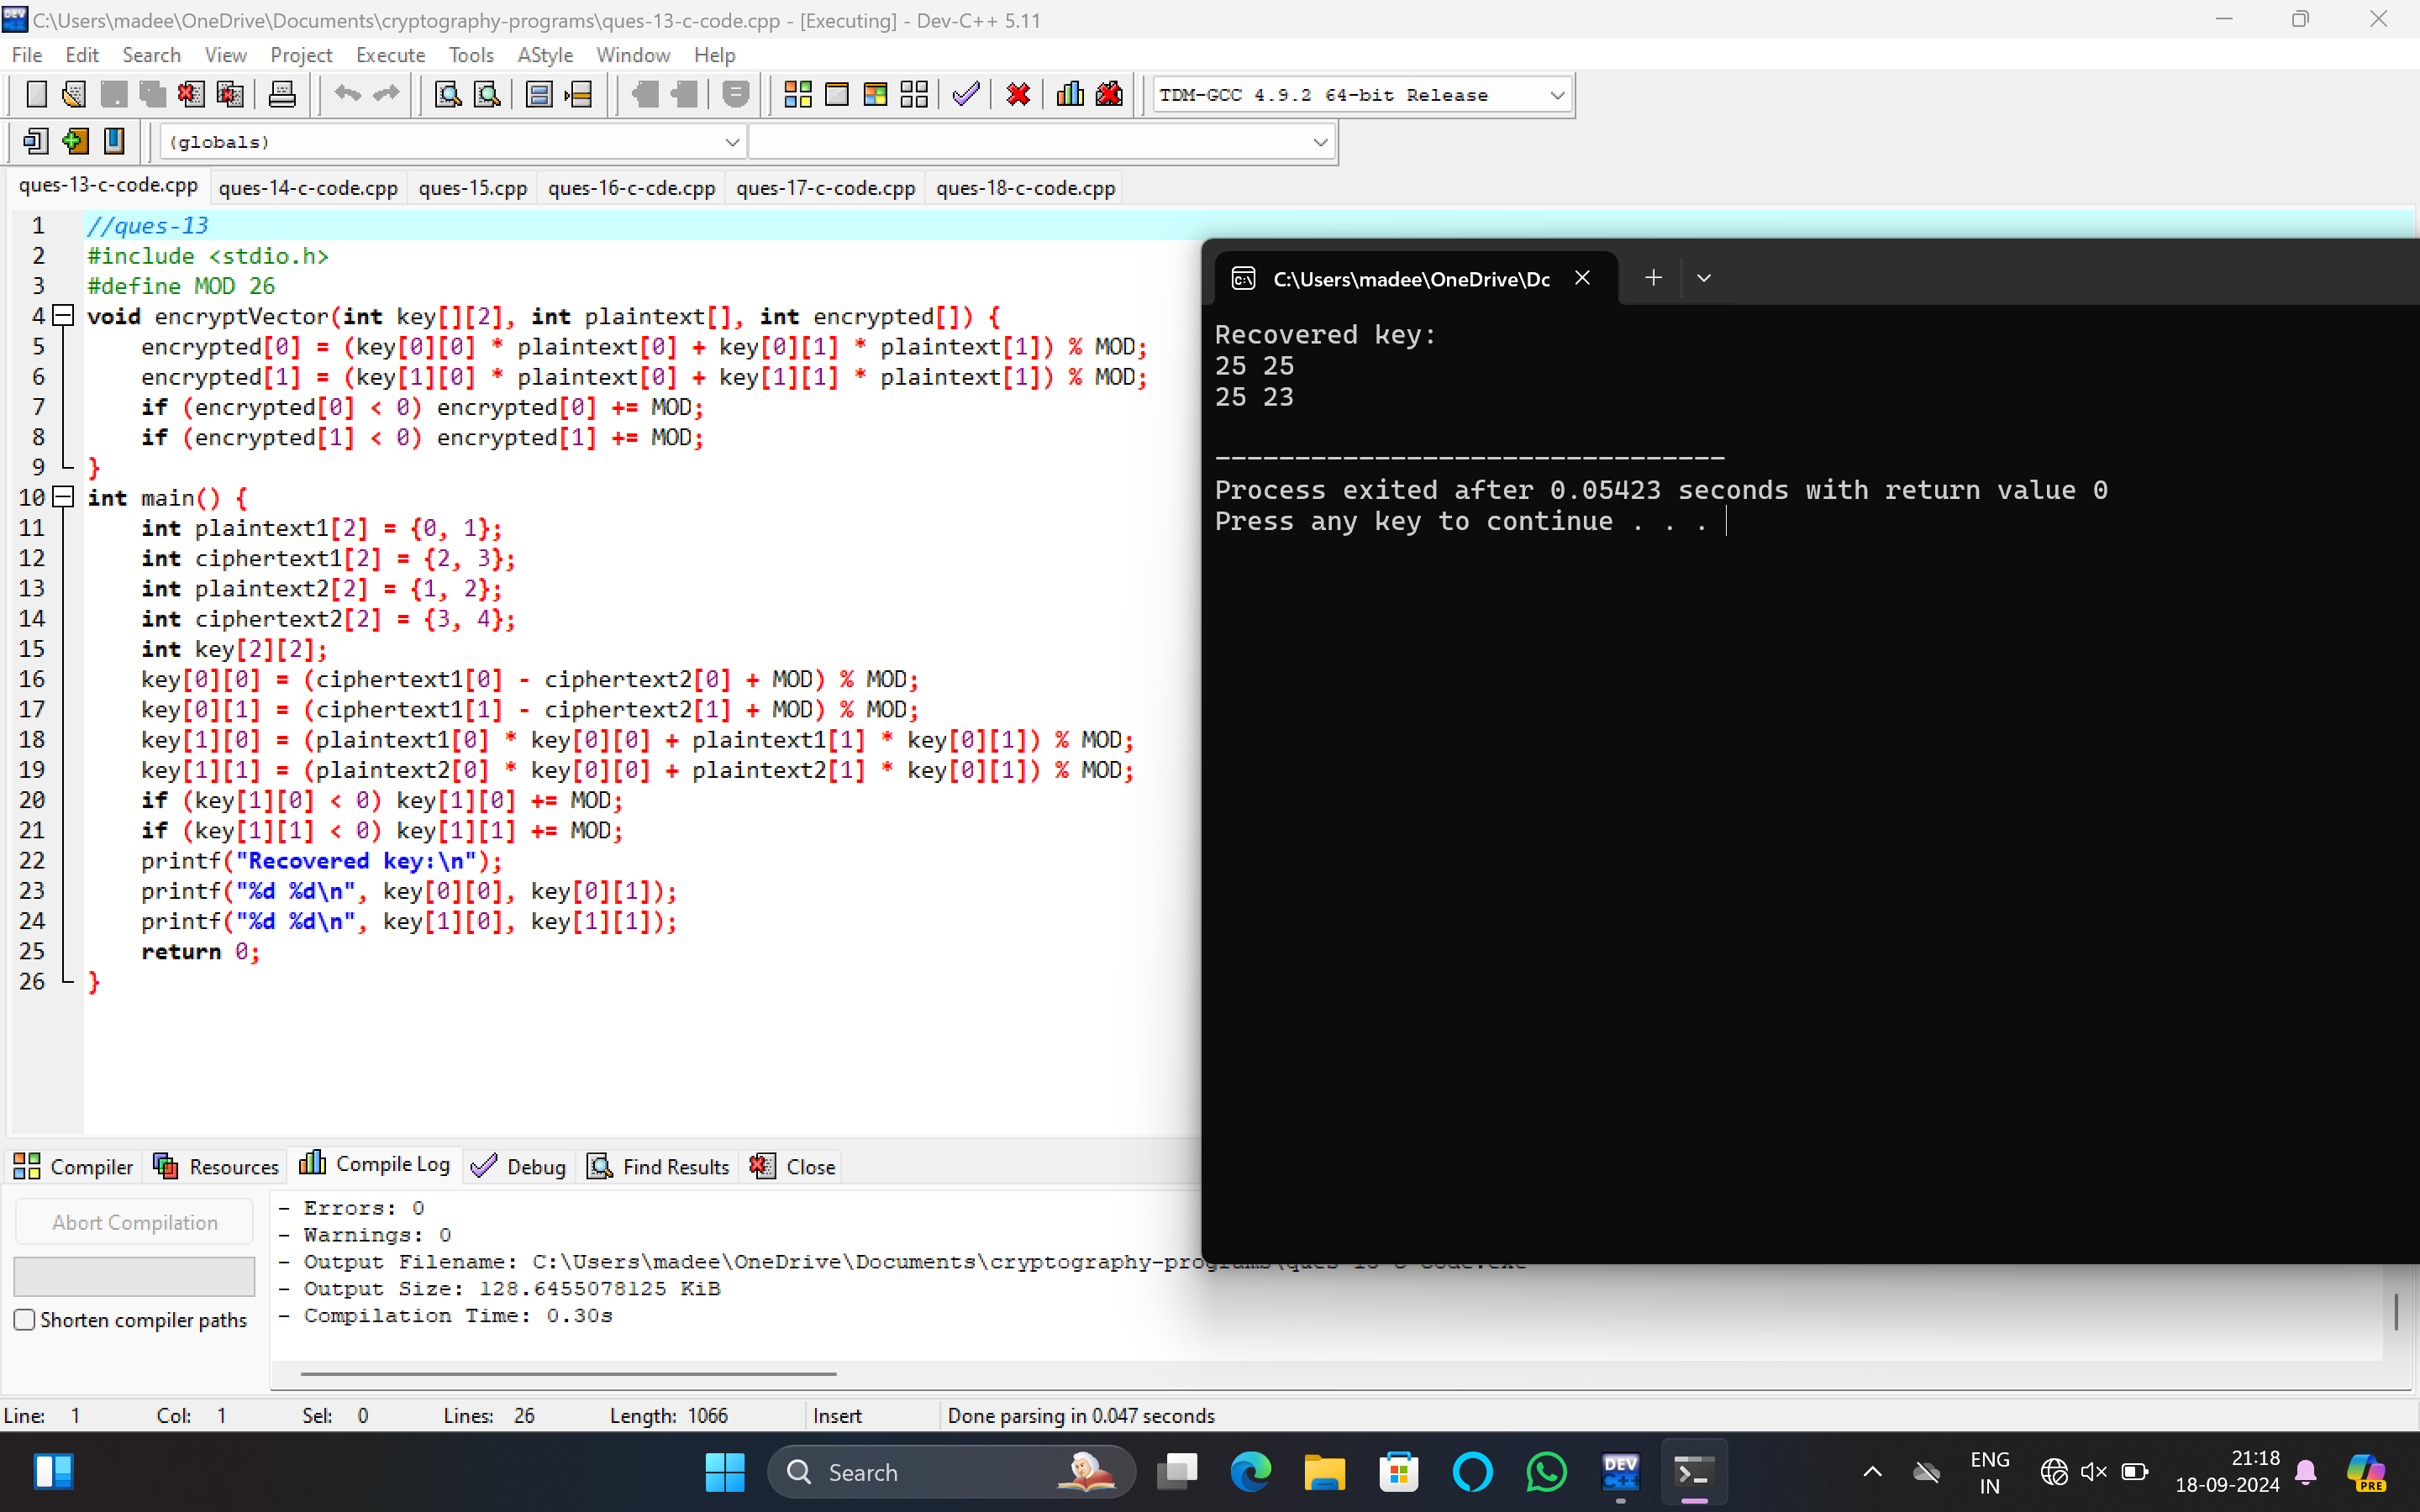 C:\Users\madee\OneDrive\Documents\cryptography-programs\ques-13-c-code.cpp - [Executing] - Dev-C++ 5.11
File Edit Search View Project Execute Tools AStyle Window Help
TDM-GCC 4.9.2 64-bit Release
(globals)
ques-13-c-code.cpp ques-14-c-code.cpp ques-15.cpp ques-16-c-cde.cpp ques-17-c-code.cpp ques-18-c-code.cpp
1 //ques-13
2 #include <stdio.h>
3 #define MOD 26
4 void encryptVector(int key[][2], int plaintext[], int encrypted[]) {
5 encrypted[0] = (key[0][0] * plaintext[0] + key[0][1] * plaintext[1]) % MOD;
6 encrypted[1] = (key[1][0] * plaintext[0] + key[1][1] * plaintext[1]) % MOD;
7 if (encrypted[0] < 0) encrypted[0] += MOD;
8 if (encrypted[1] < 0) encrypted[1] += MOD;
9 }
10 int main() {
11 int plaintext1[2] = {0, 1};
12 int ciphertext1[2] = {2, 3};
13 int plaintext2[2] = {1, 2};
14 int ciphertext2[2] = {3, 4};
15 int key[2][2];
16 key[0][0] = (ciphertext1[0] - ciphertext2[0] + MOD) % MOD;
17 key[0][1] = (ciphertext1[1] - ciphertext2[1] + MOD) % MOD;
18 key[1][0] = (plaintext1[0] * key[0][0] + plaintext1[1] * key[0][1]) % MOD;
19 key[1][1] = (plaintext2[0] * key[0][0] + plaintext2[1] * key[0][1]) % MOD;
20 if (key[1][0] < 0) key[1][0] += MOD;
21 if (key[1][1] < 0) key[1][1] += MOD;
22 printf("Recovered key:\n");
23 printf("%d %d\n", key[0][0], key[0][1]);
24 printf("%d %d\n", key[1][0], key[1][1]);
25 return 0;
26 }
C:\Users\madee\OneDrive\Dc
Recovered key:
25 25
25 23
--------------------------------
Process exited after 0.05423 seconds with return value 0
Press any key to continue . . .
Compiler Resources Compile Log Debug Find Results Close
Abort Compilation
Shorten compiler paths
- Errors: 0
- Warnings: 0
- Output Filename: C:\Users\madee\OneDrive\Documents\cryptography-programs\ques-13-c-code.exe
- Output Size: 128.6455078125 KiB
- Compilation Time: 0.30s
Line: 1 Col: 1 Sel: 0 Lines: 26 Length: 1066 Insert Done parsing in 0.047 seconds
Search
DEV C++
ENG
IN
21:18
18-09-2024
PRE